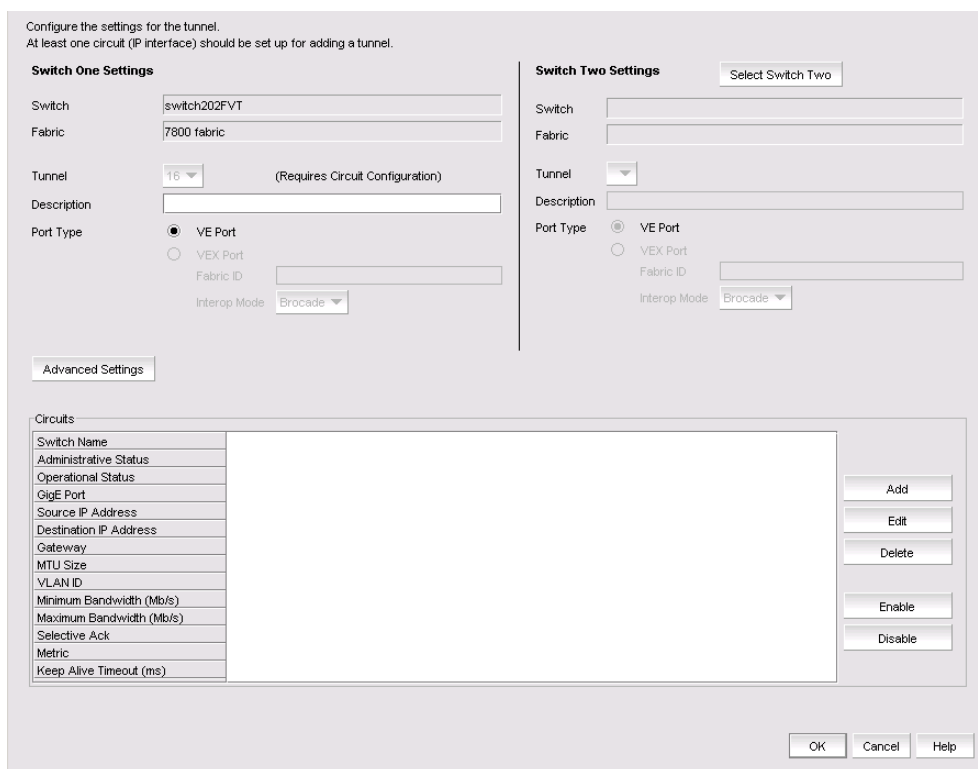 Configure the settings for the tunnel.
At least one circuit (IP interface) should be set up for adding a tunnel.
Switch One Settings
Switch switch202FVT
Fabric 7800 fabric
Tunnel 16 (Requires Circuit Configuration)
Description
Port Type VE Port
VEX Port
Fabric ID
Interop Mode Brocade
Switch Two Settings Select Switch Two
Switch
Fabric
Tunnel
Description
Port Type VE Port
VEX Port
Fabric ID
Interop Mode Brocade
Advanced Settings
Circuits
Switch Name
Administrative Status
Operational Status
GigE Port
Source IP Address
Destination IP Address
Gateway
MTU Size
VLAN ID
Minimum Bandwidth (Mb/s)
Maximum Bandwidth (Mb/s)
Selective Ack
Metric
Keep Alive Timeout (ms)
Add
Edit
Delete
Enable
Disable
OK Cancel Help